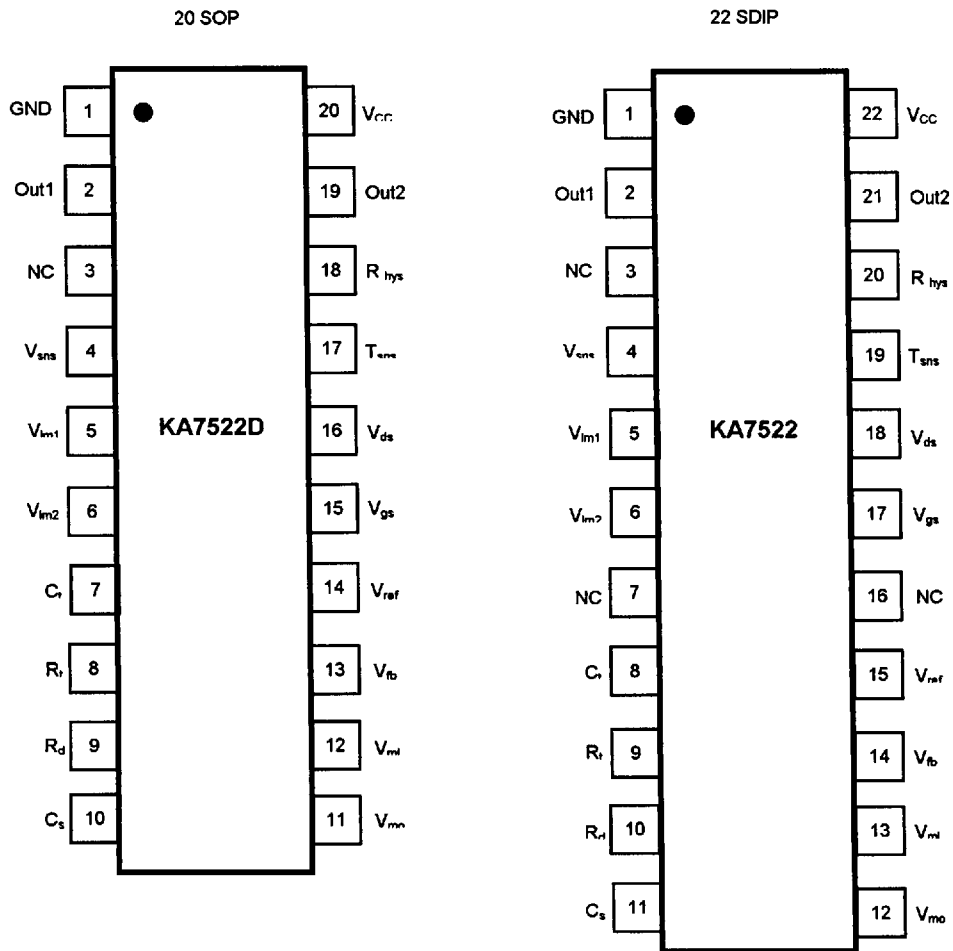 20 SOP
GND 1
20 Vcc
Out1 2
19 Out2
NC 3
18 R hys
Vsns 4
17 Tsns
Vlm1 5
KA7522D
16 Vds
Vlm2 6
15 Vgs
Ct 7
14 Vref
Rt 8
13 Vfb
Rd 9
12 Vmi
Cs 10
11 Vmo
22 SDIP
GND 1
22 Vcc
Out1 2
21 Out2
NC 3
20 R hys
Vsns 4
19 Tsns
Vlm1 5
KA7522
18 Vds
Vlm2 6
17 Vgs
NC 7
16 NC
Ct 8
15 Vref
Rt 9
14 Vfb
Rd 10
13 Vmi
Cs 11
12 Vmo